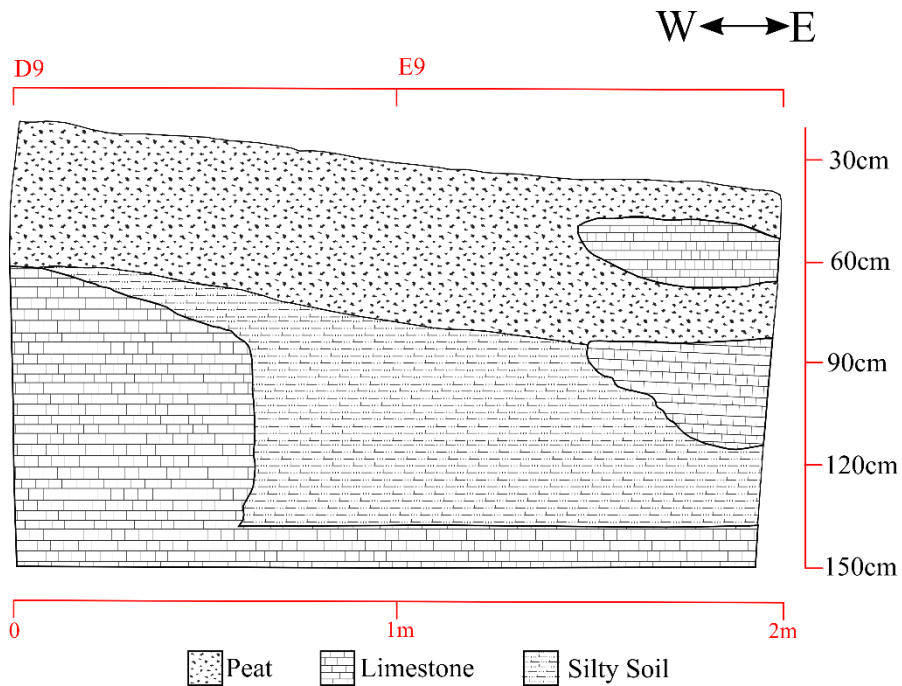 W E
D9 E9
30cm
60cm
90cm
120cm
150cm
0 1m 2m
Peat Limestone Silty Soil